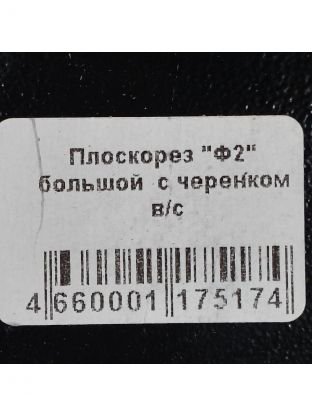 Плоскорез "Ф2"
большой с черенком
в/с
4 660001 175174